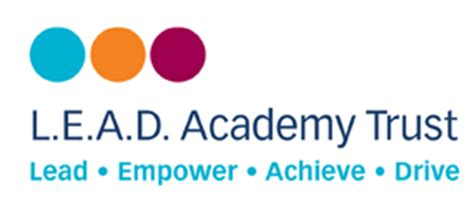 L.E.A.D. Academy Trust
Lead • Empower • Achieve • Drive